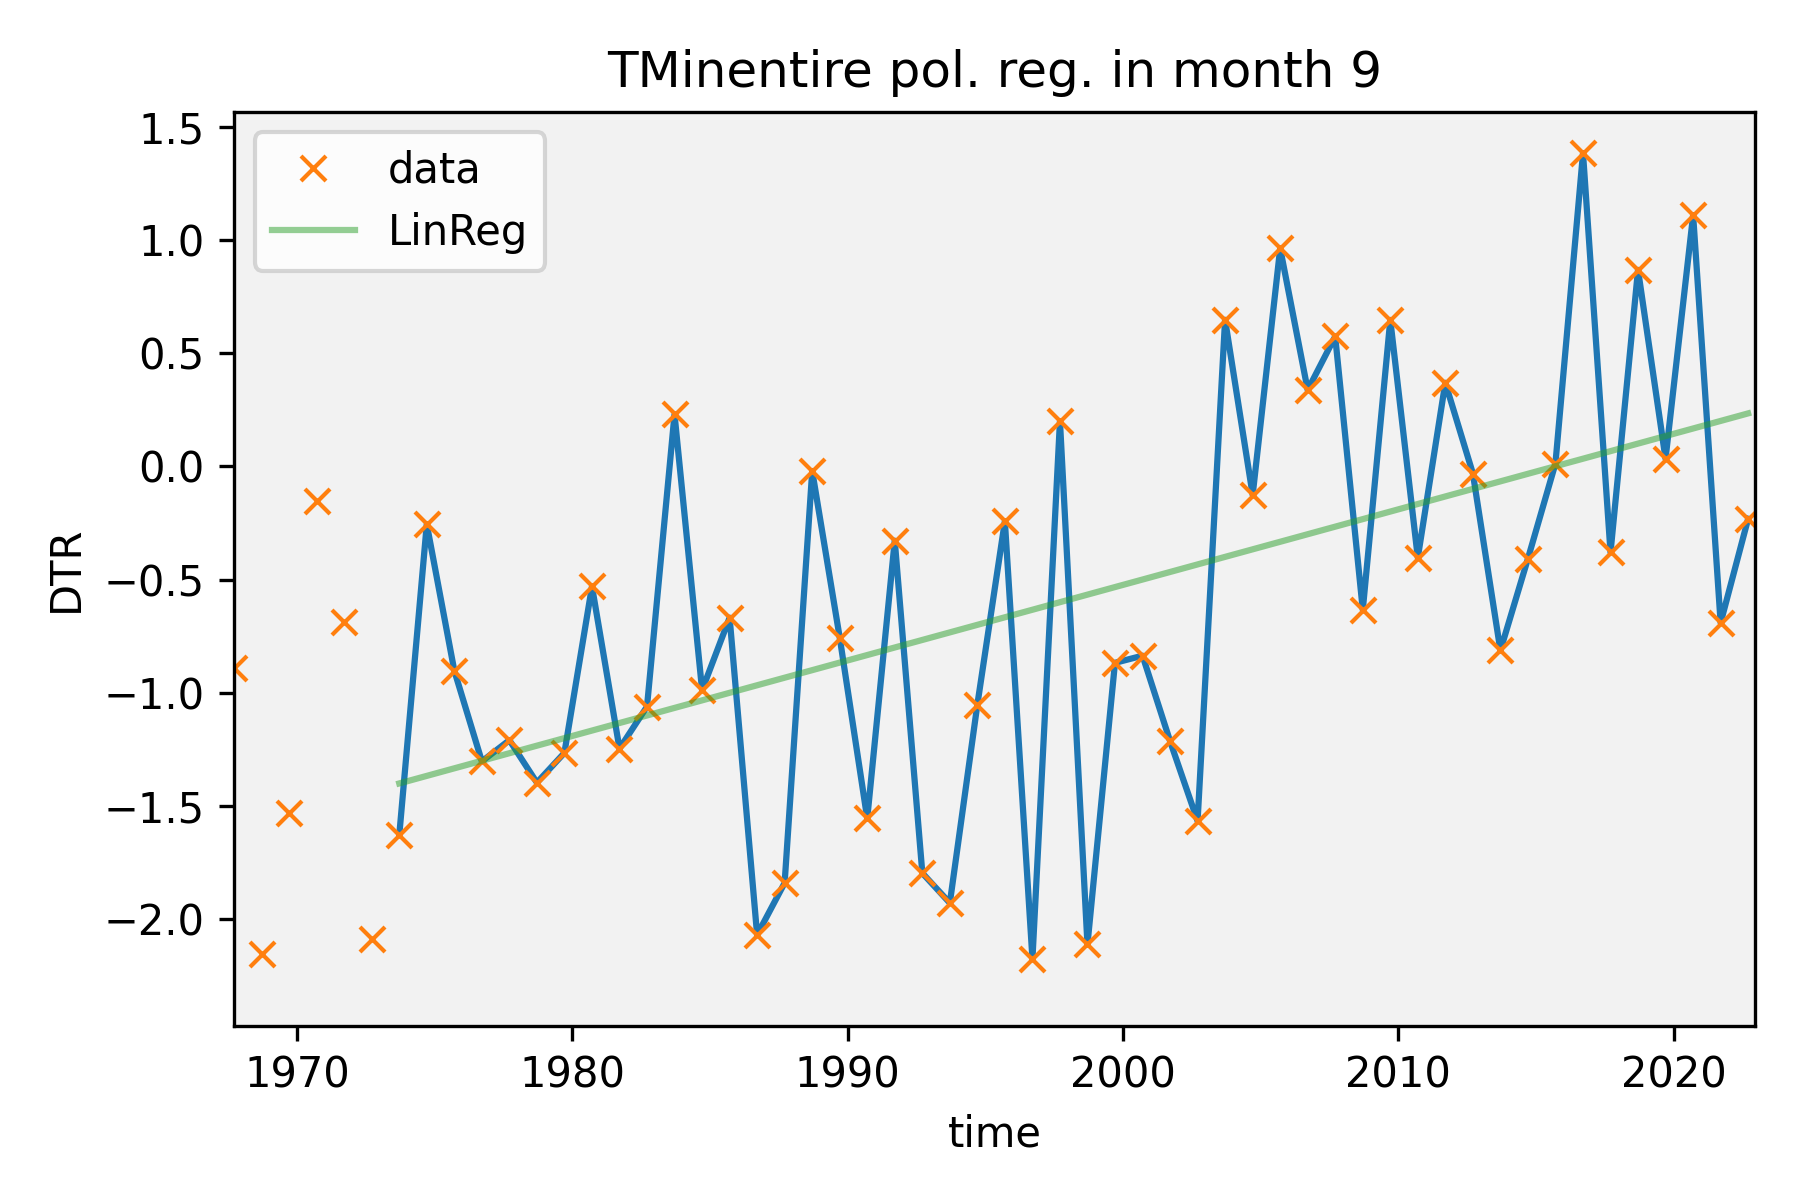 TMinentire pol. reg. in month 9
data
LinReg
1.5
1.0
0.5
0.0
−0.5
−1.0
−1.5
−2.0
DTR
1970 1980 1990 2000 2010 2020
time